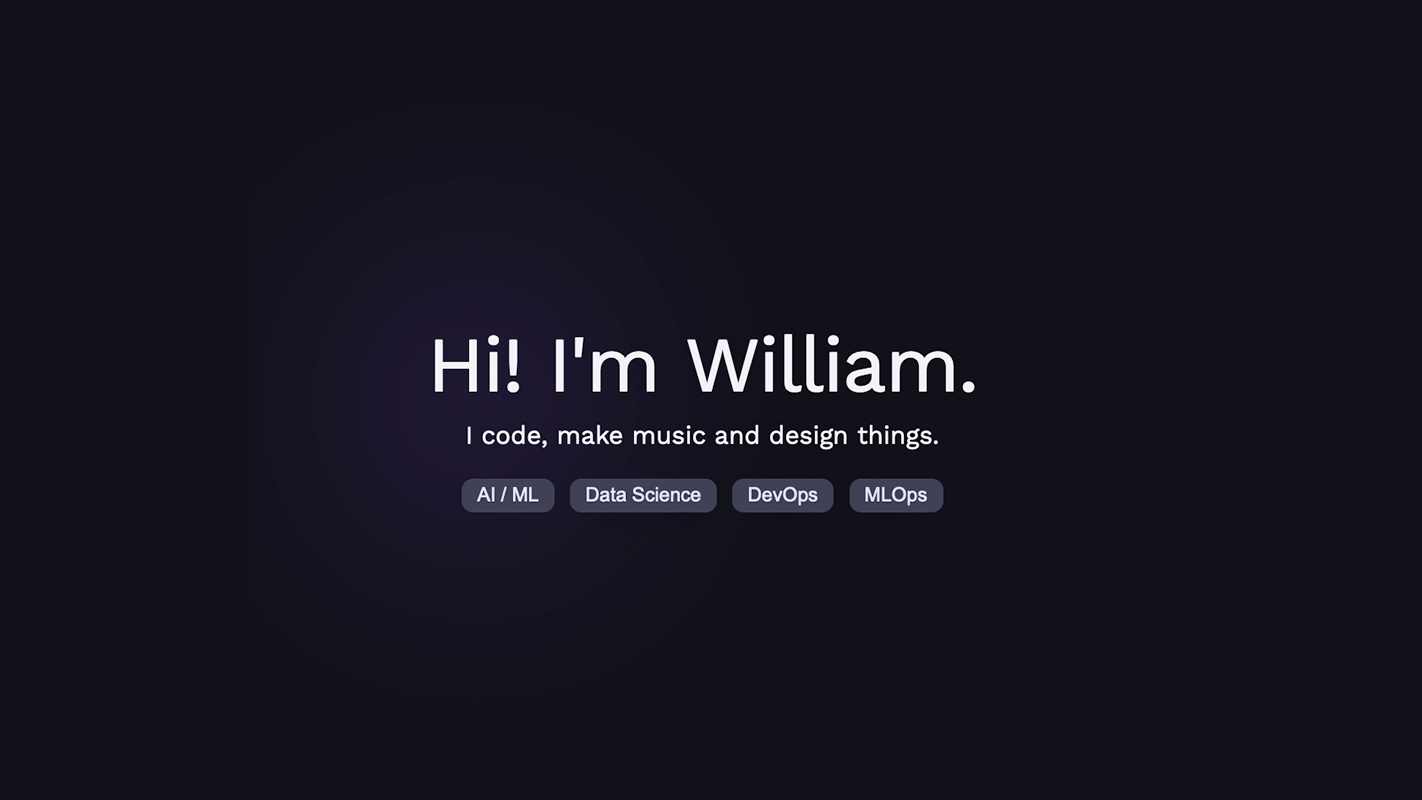 Hi! I'm William.
I code, make music and design things.
AI / ML Data Science DevOps MLOps